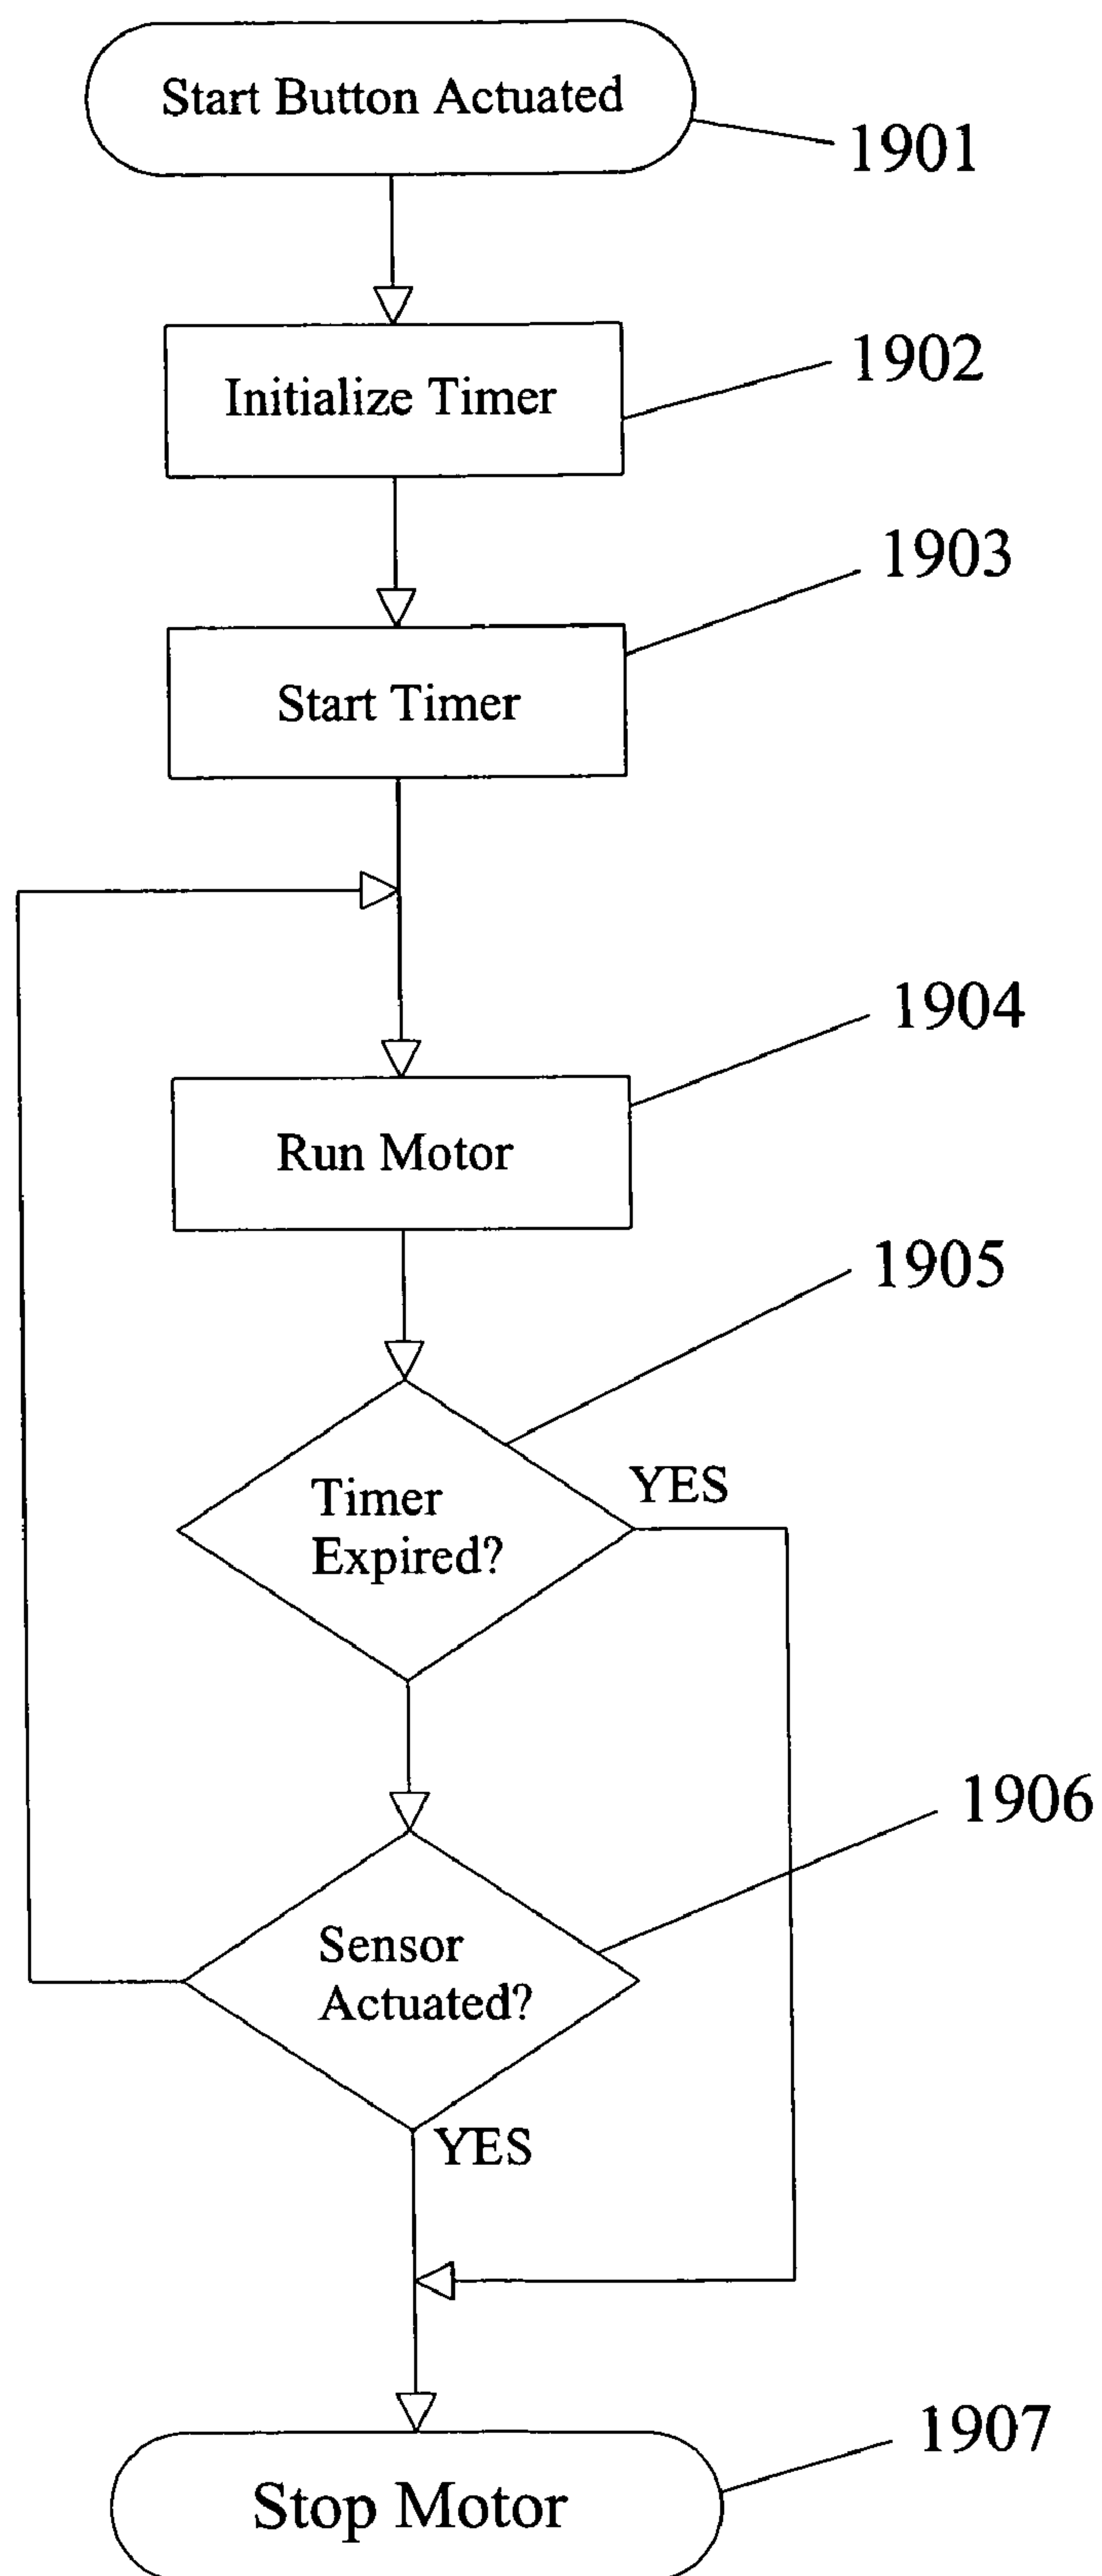 Start Button Actuated
1901
Initialize Timer
1902
1903
Start Timer
1904
Run Motor
1905
Timer
Expired?
YES
1906
Sensor
Actuated?
YES
1907
Stop Motor